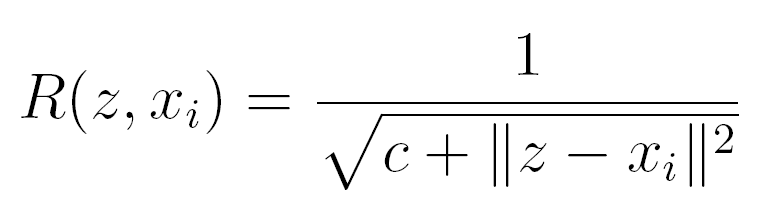 R(z, x_i) = \frac{1}{\sqrt{c + \|z - x_i\|^2}}